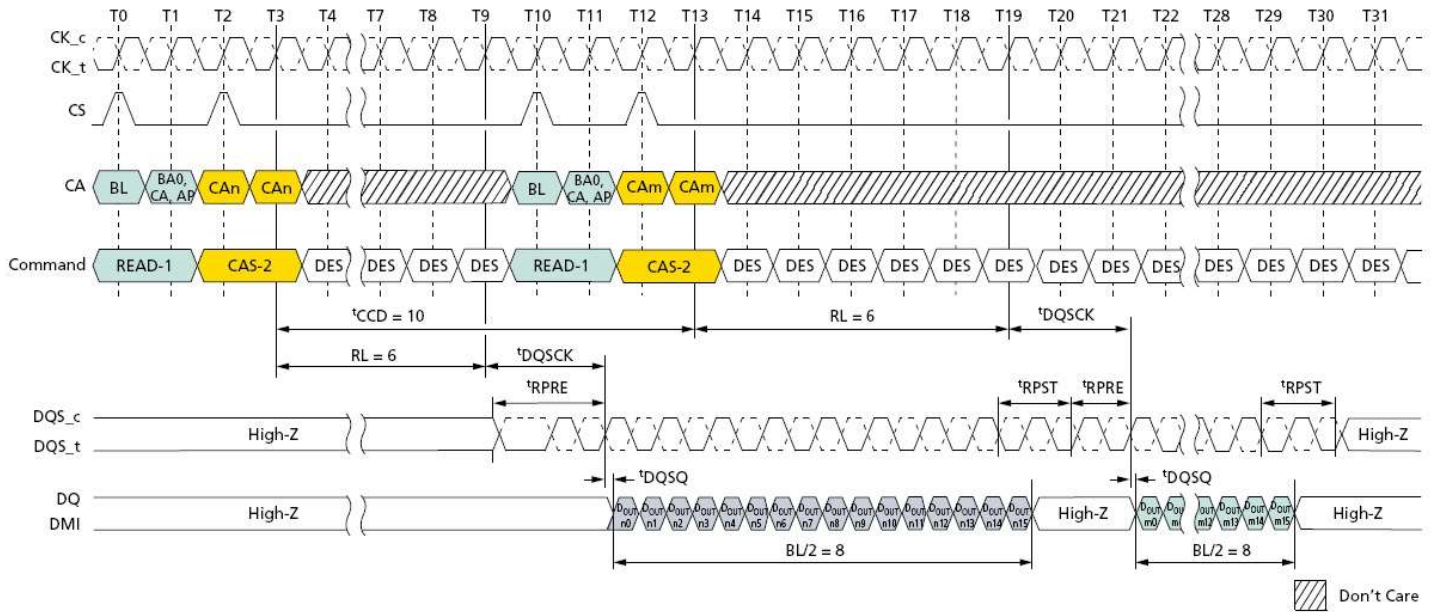 T0 T1 T2 T3 T4 T7 T8 T9 T10 T11 T12 T13 T14 T15 T16 T17 T18 T19 T20 T21 T22 T28 T29 T30 T31
CK_c
CK_t
CS
CA BL BA0, CA, AP CAn CAn BL BA0, CA, AP CAm CAm
Command READ-1 CAS-2 DES DES DES DES READ-1 CAS-2 DES DES DES DES DES DES DES DES DES DES DES DES DES
tCCD = 10 RL = 6 tDQSCK
RL = 6 tDQSCK
tRPRE tRPST tRPRE tRPST
DQS_c
High-Z High-Z
DQS_t
tDQSQ tDQSQ
DQ
High-Z DOUT n0 DOUT n1 DOUT n2 DOUT n3 DOUT n4 DOUT n5 DOUT n6 DOUT n7 DOUT n8 DOUT n9 DOUT n10 DOUT n11 DOUT n12 DOUT n13 DOUT n14 DOUT n15 High-Z DOUT m0 OUT m12 DOUT m13 DOUT m14 DOUT m15 High-Z
DMI
BL/2 = 8 BL/2 = 8
Don't Care